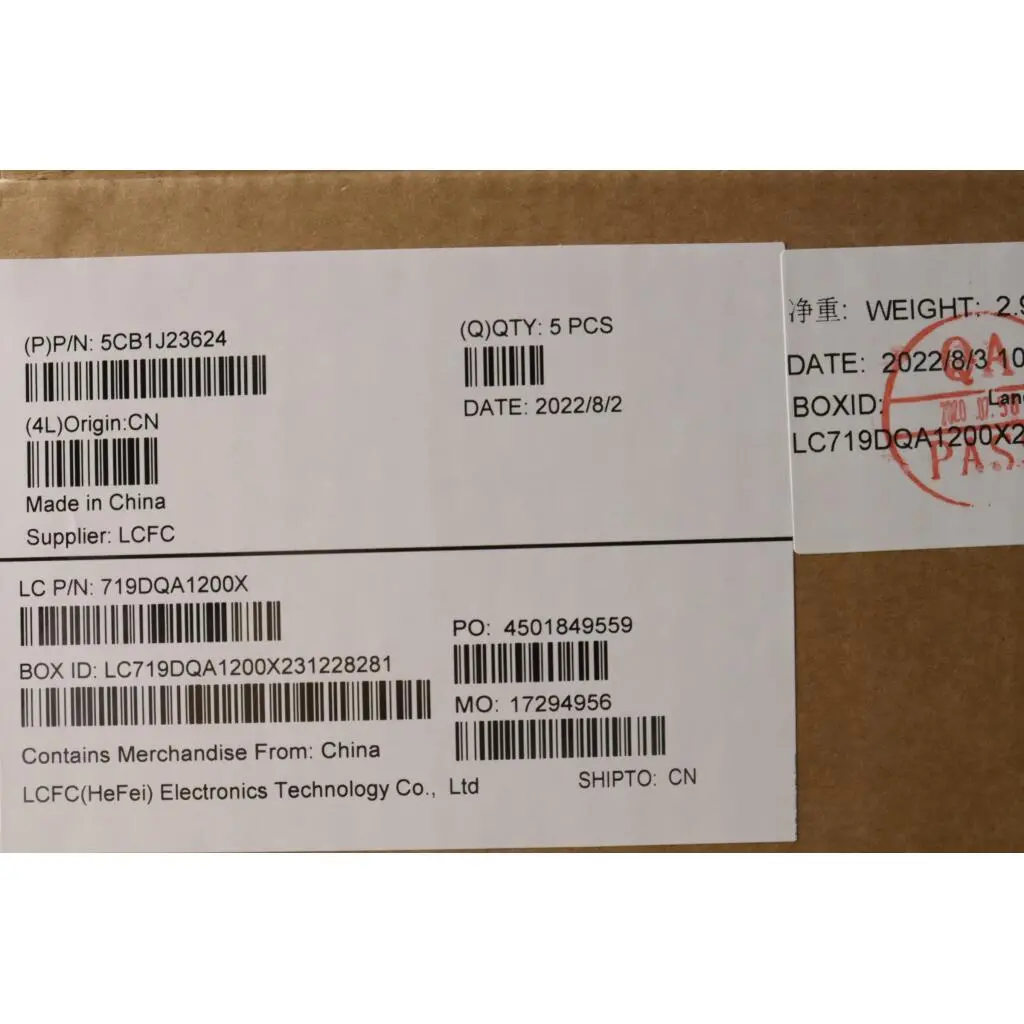 (P)P/N: 5CB1J23624
(Q)QTY: 5 PCS
DATE: 2022/8/2
(4L)Origin:CN
Made in China
Supplier: LCFC
LC P/N: 719DQA1200X
BOX ID: LC719DQA1200X231228281
PO: 4501849559
MO: 17294956
Contains Merchandise From: China
LCFC(HeFei) Electronics Technology Co., Ltd
SHIPTO: CN
净重: WEIGHT: 2.9
DATE: 2022/8/3 10
BOXID:
LC719DQA1200X2
QA
PAS